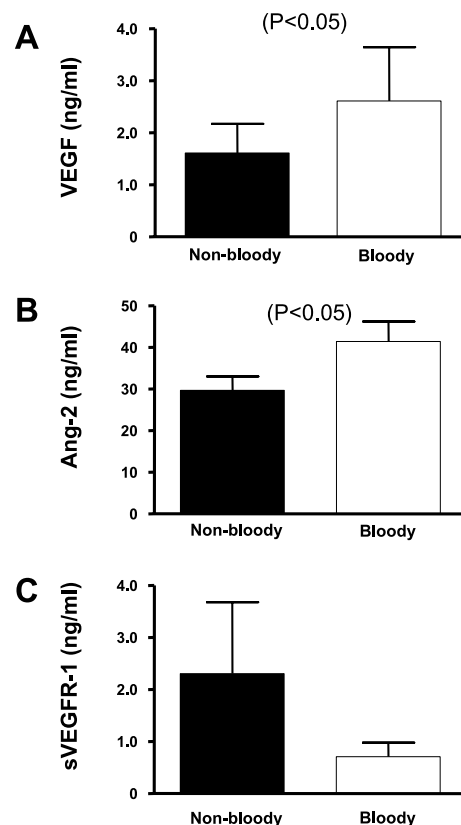 A
(P<0.05)
VEGF (ng/ml)
4.0
3.0
2.0
1.0
0
Non-bloody
Bloody
B
(P<0.05)
Ang-2 (ng/ml)
50
40
30
20
10
0
Non-bloody
Bloody
C
sVEGFR-1 (ng/ml)
4.0
3.0
2.0
1.0
0
Non-bloody
Bloody